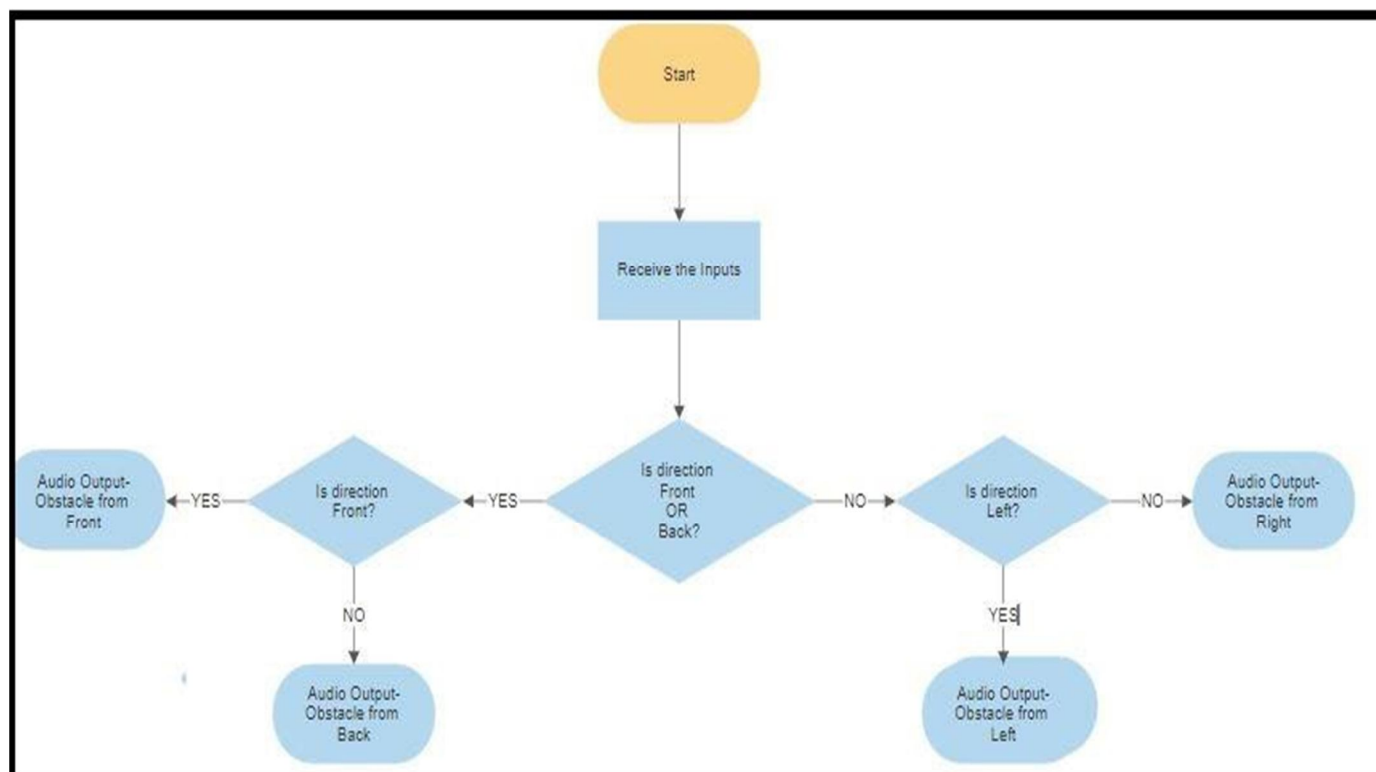 Start
Receive the Inputs
Is direction
Front
OR
Back?
YES
NO
Is direction
Front?
YES
NO
Audio Output-
Obstacle from
Front
Audio Output-
Obstacle from
Back
Is direction
Left?
NO
YES
Audio Output-
Obstacle from
Right
Audio Output-
Obstacle from
Left